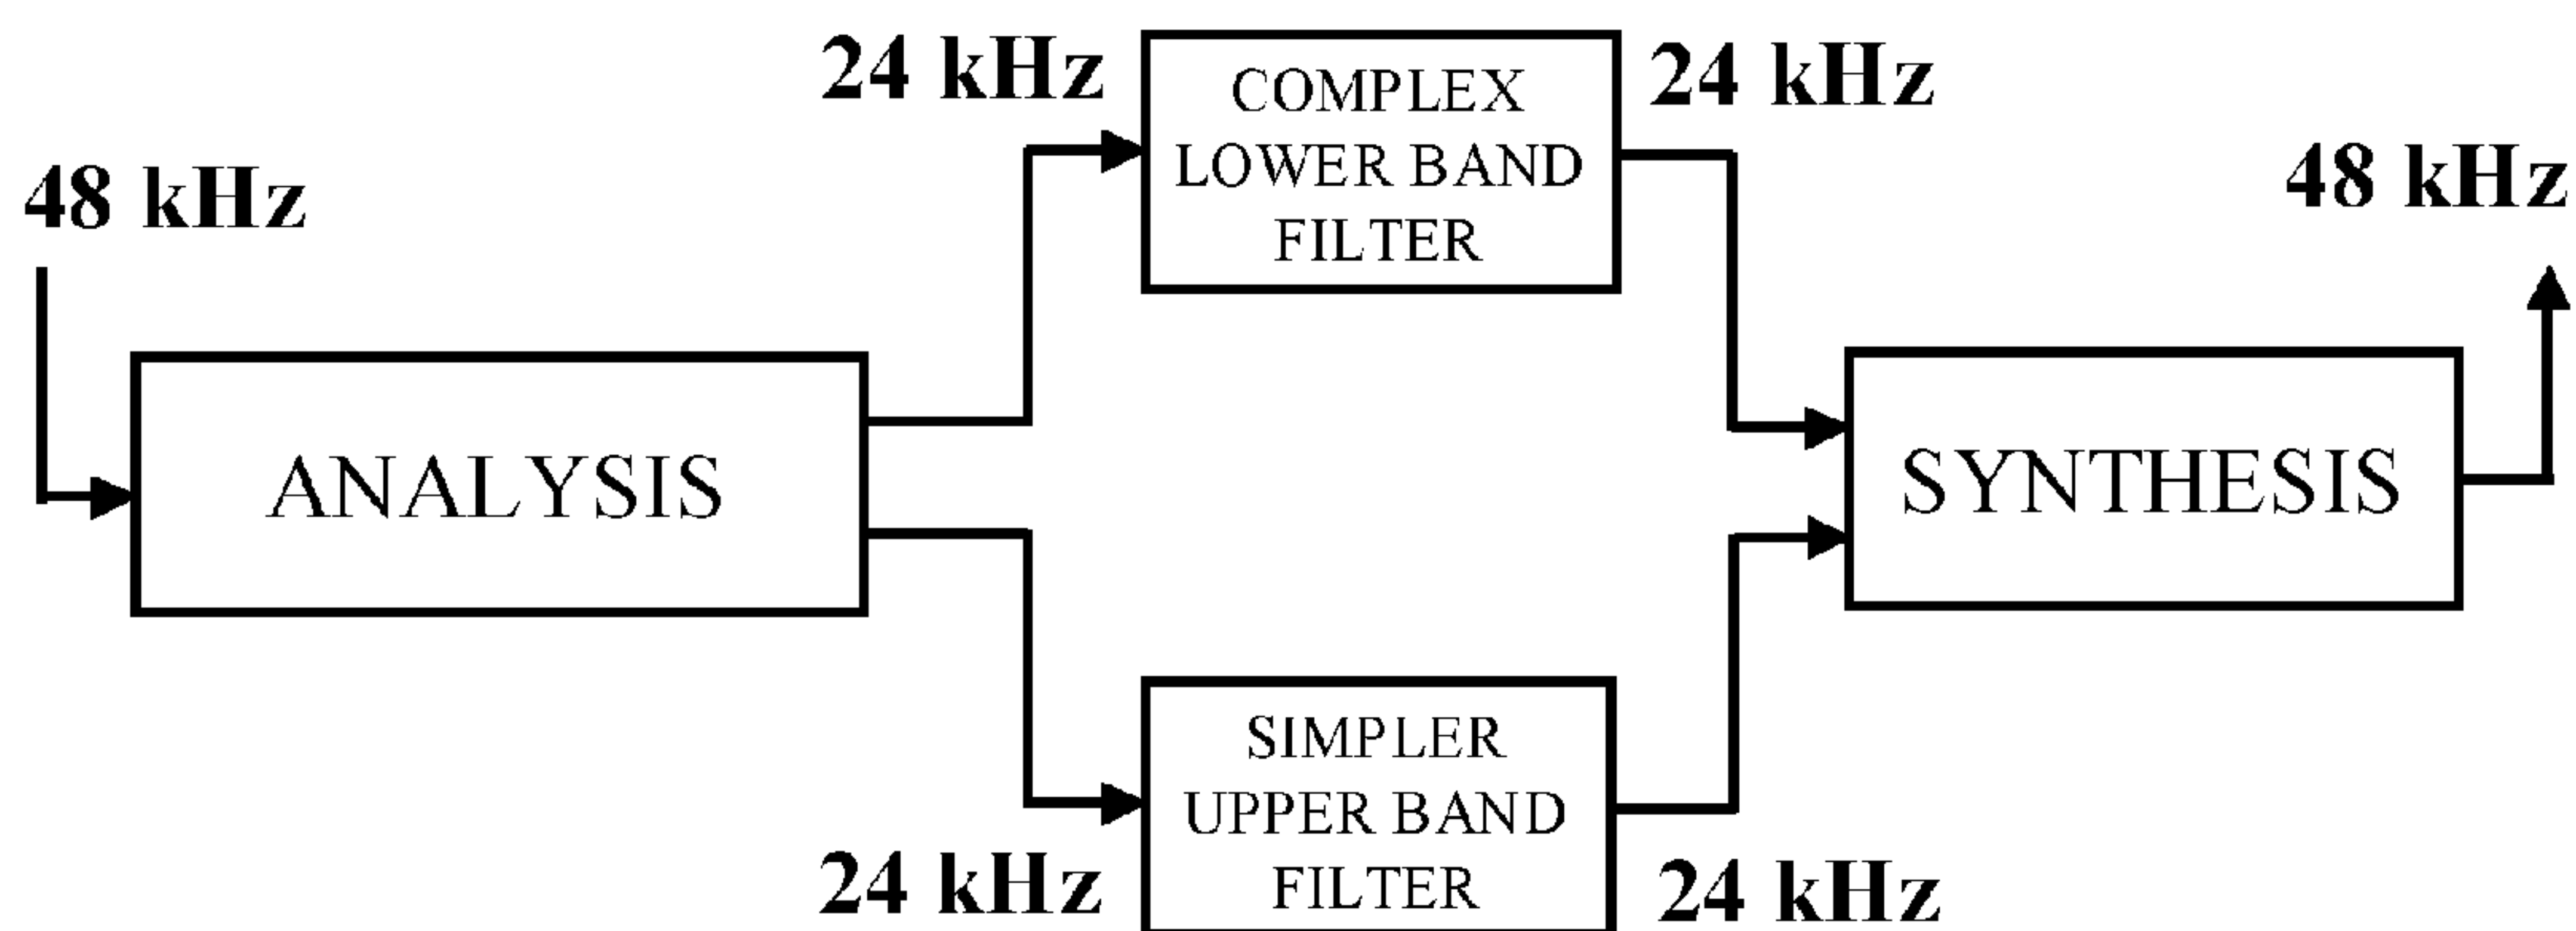 24 kHz
COMPLEX
LOWER BAND
FILTER
24 kHz
48 kHz
48 kHz
ANALYSIS
SYNTHESIS
SIMPLER
UPPER BAND
FILTER
24 kHz
24 kHz